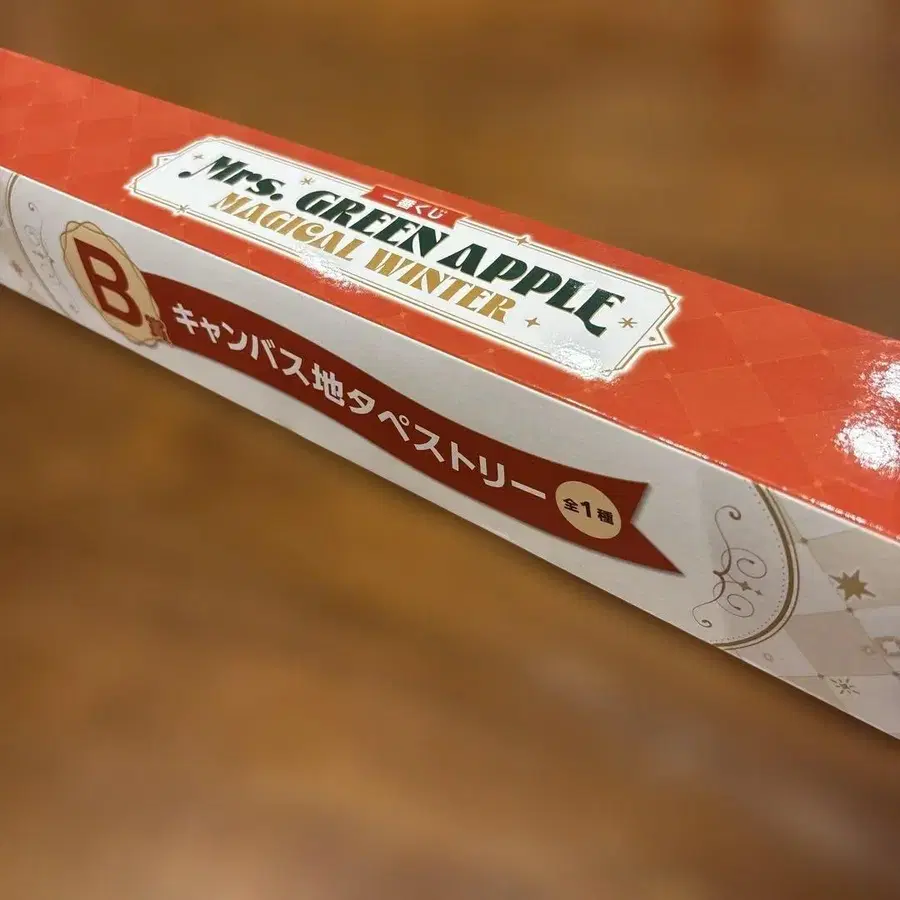 一番くじ
Mrs. GREEN APPLE
MAGICAL WINTER
B賞
キャンバス地タペストリー
全1種